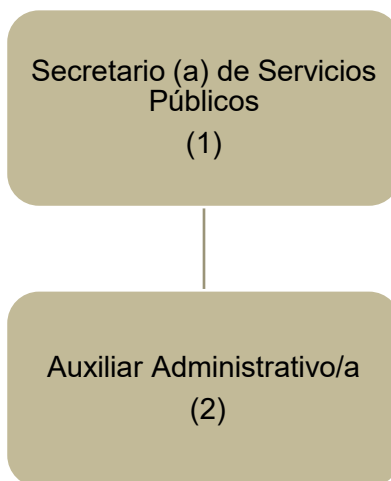 Secretario (a) de Servicios
Públicos
(1)
Auxiliar Administrativo/a
(2)